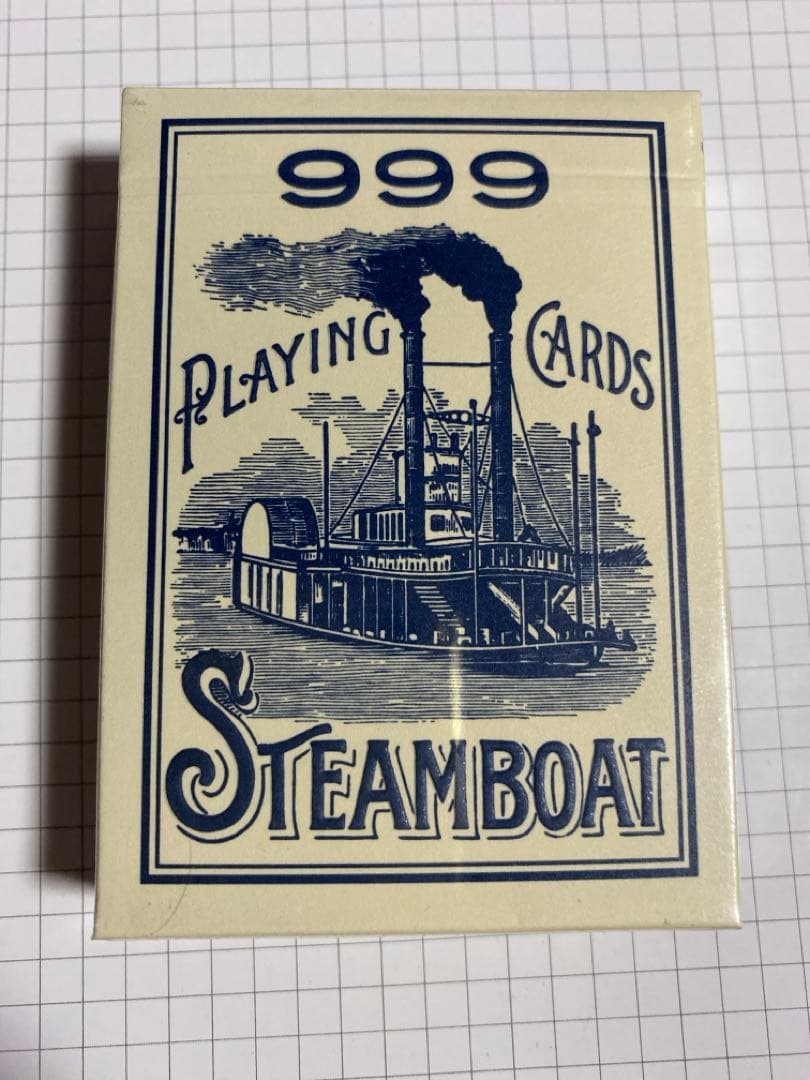 999
PLAYING CARDS
STEAMBOAT